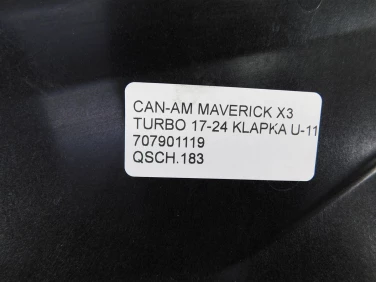 CAN-AM MAVERICK X3
TURBO 17-24 KLAPKA U-11
707901119
QSCH.183